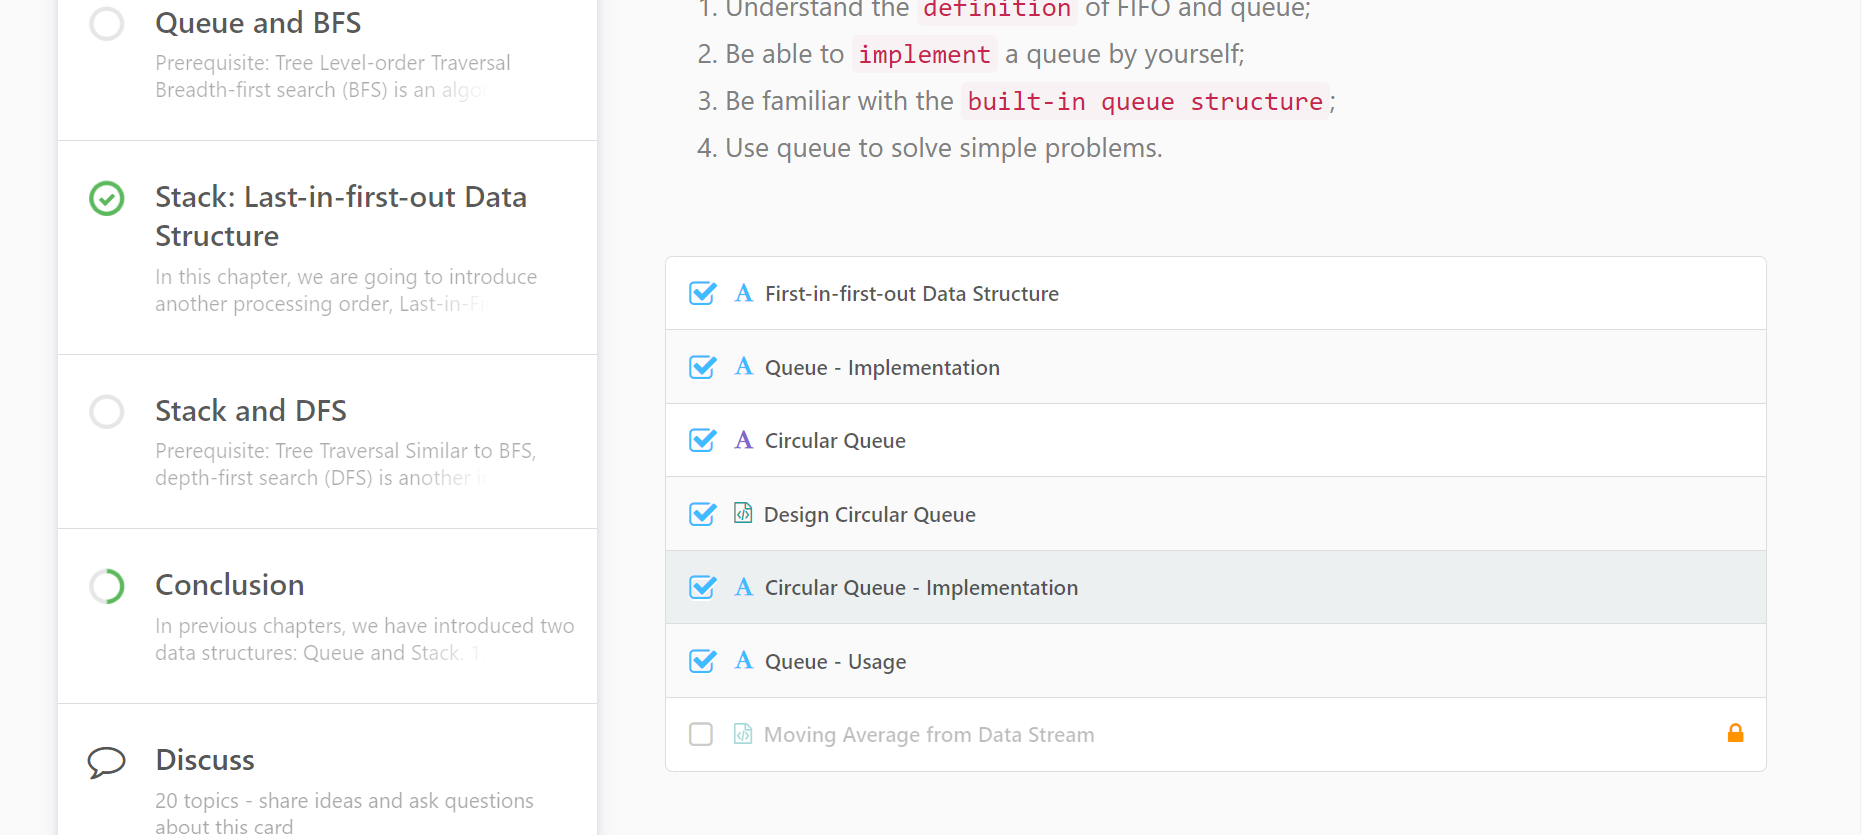 Queue and BFS
Prerequisite: Tree Level-order Traversal
Breadth-first search (BFS) is an algo
Stack: Last-in-first-out Data
Structure
In this chapter, we are going to introduce
another processing order, Last-in-Fi
Stack and DFS
Prerequisite: Tree Traversal Similar to BFS,
depth-first search (DFS) is another i
Conclusion
In previous chapters, we have introduced two
data structures: Queue and Stack. 1
Discuss
20 topics - share ideas and ask questions
about this card
1. Understand the definition of FIFO and queue;
2. Be able to implement a queue by yourself;
3. Be familiar with the built-in queue structure;
4. Use queue to solve simple problems.
A First-in-first-out Data Structure
A Queue - Implementation
A Circular Queue
Design Circular Queue
A Circular Queue - Implementation
A Queue - Usage
Moving Average from Data Stream